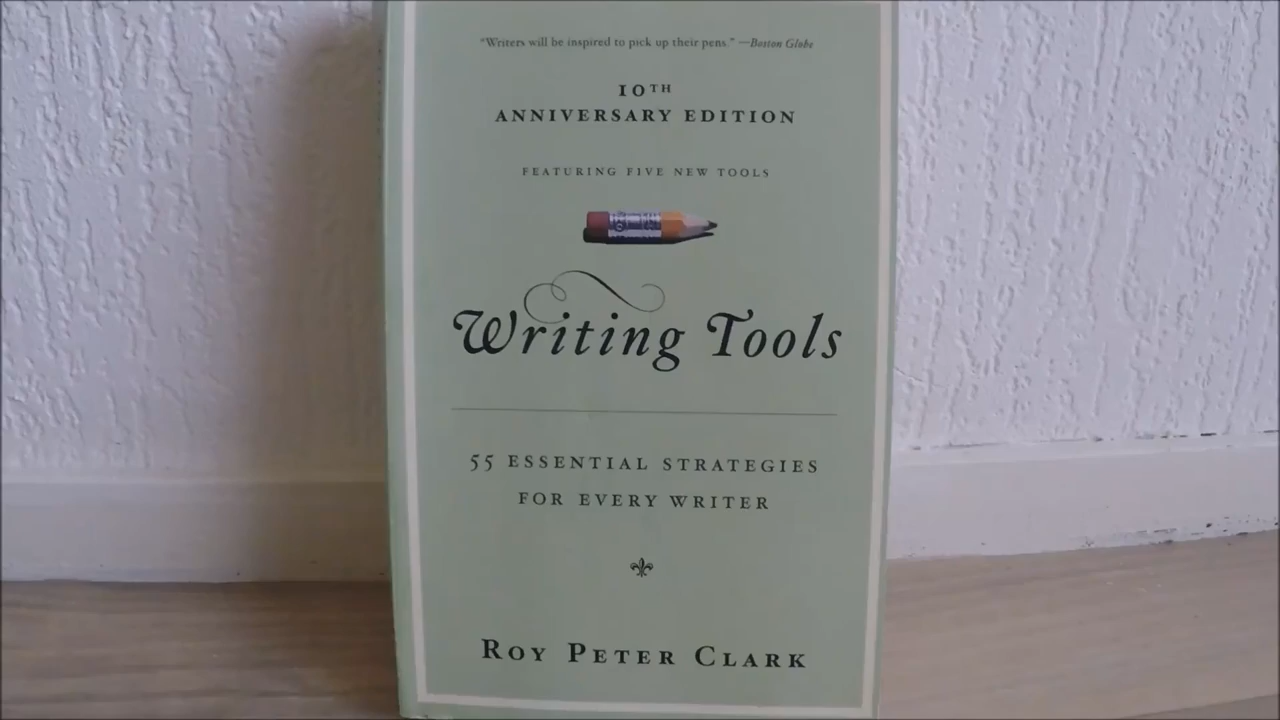 “Writers will be inspired to pick up their pens.” —Boston Globe
10TH
ANNIVERSARY EDITION
FEATURING FIVE NEW TOOLS
Writing Tools
55 ESSENTIAL STRATEGIES
FOR EVERY WRITER
ROY PETER CLARK